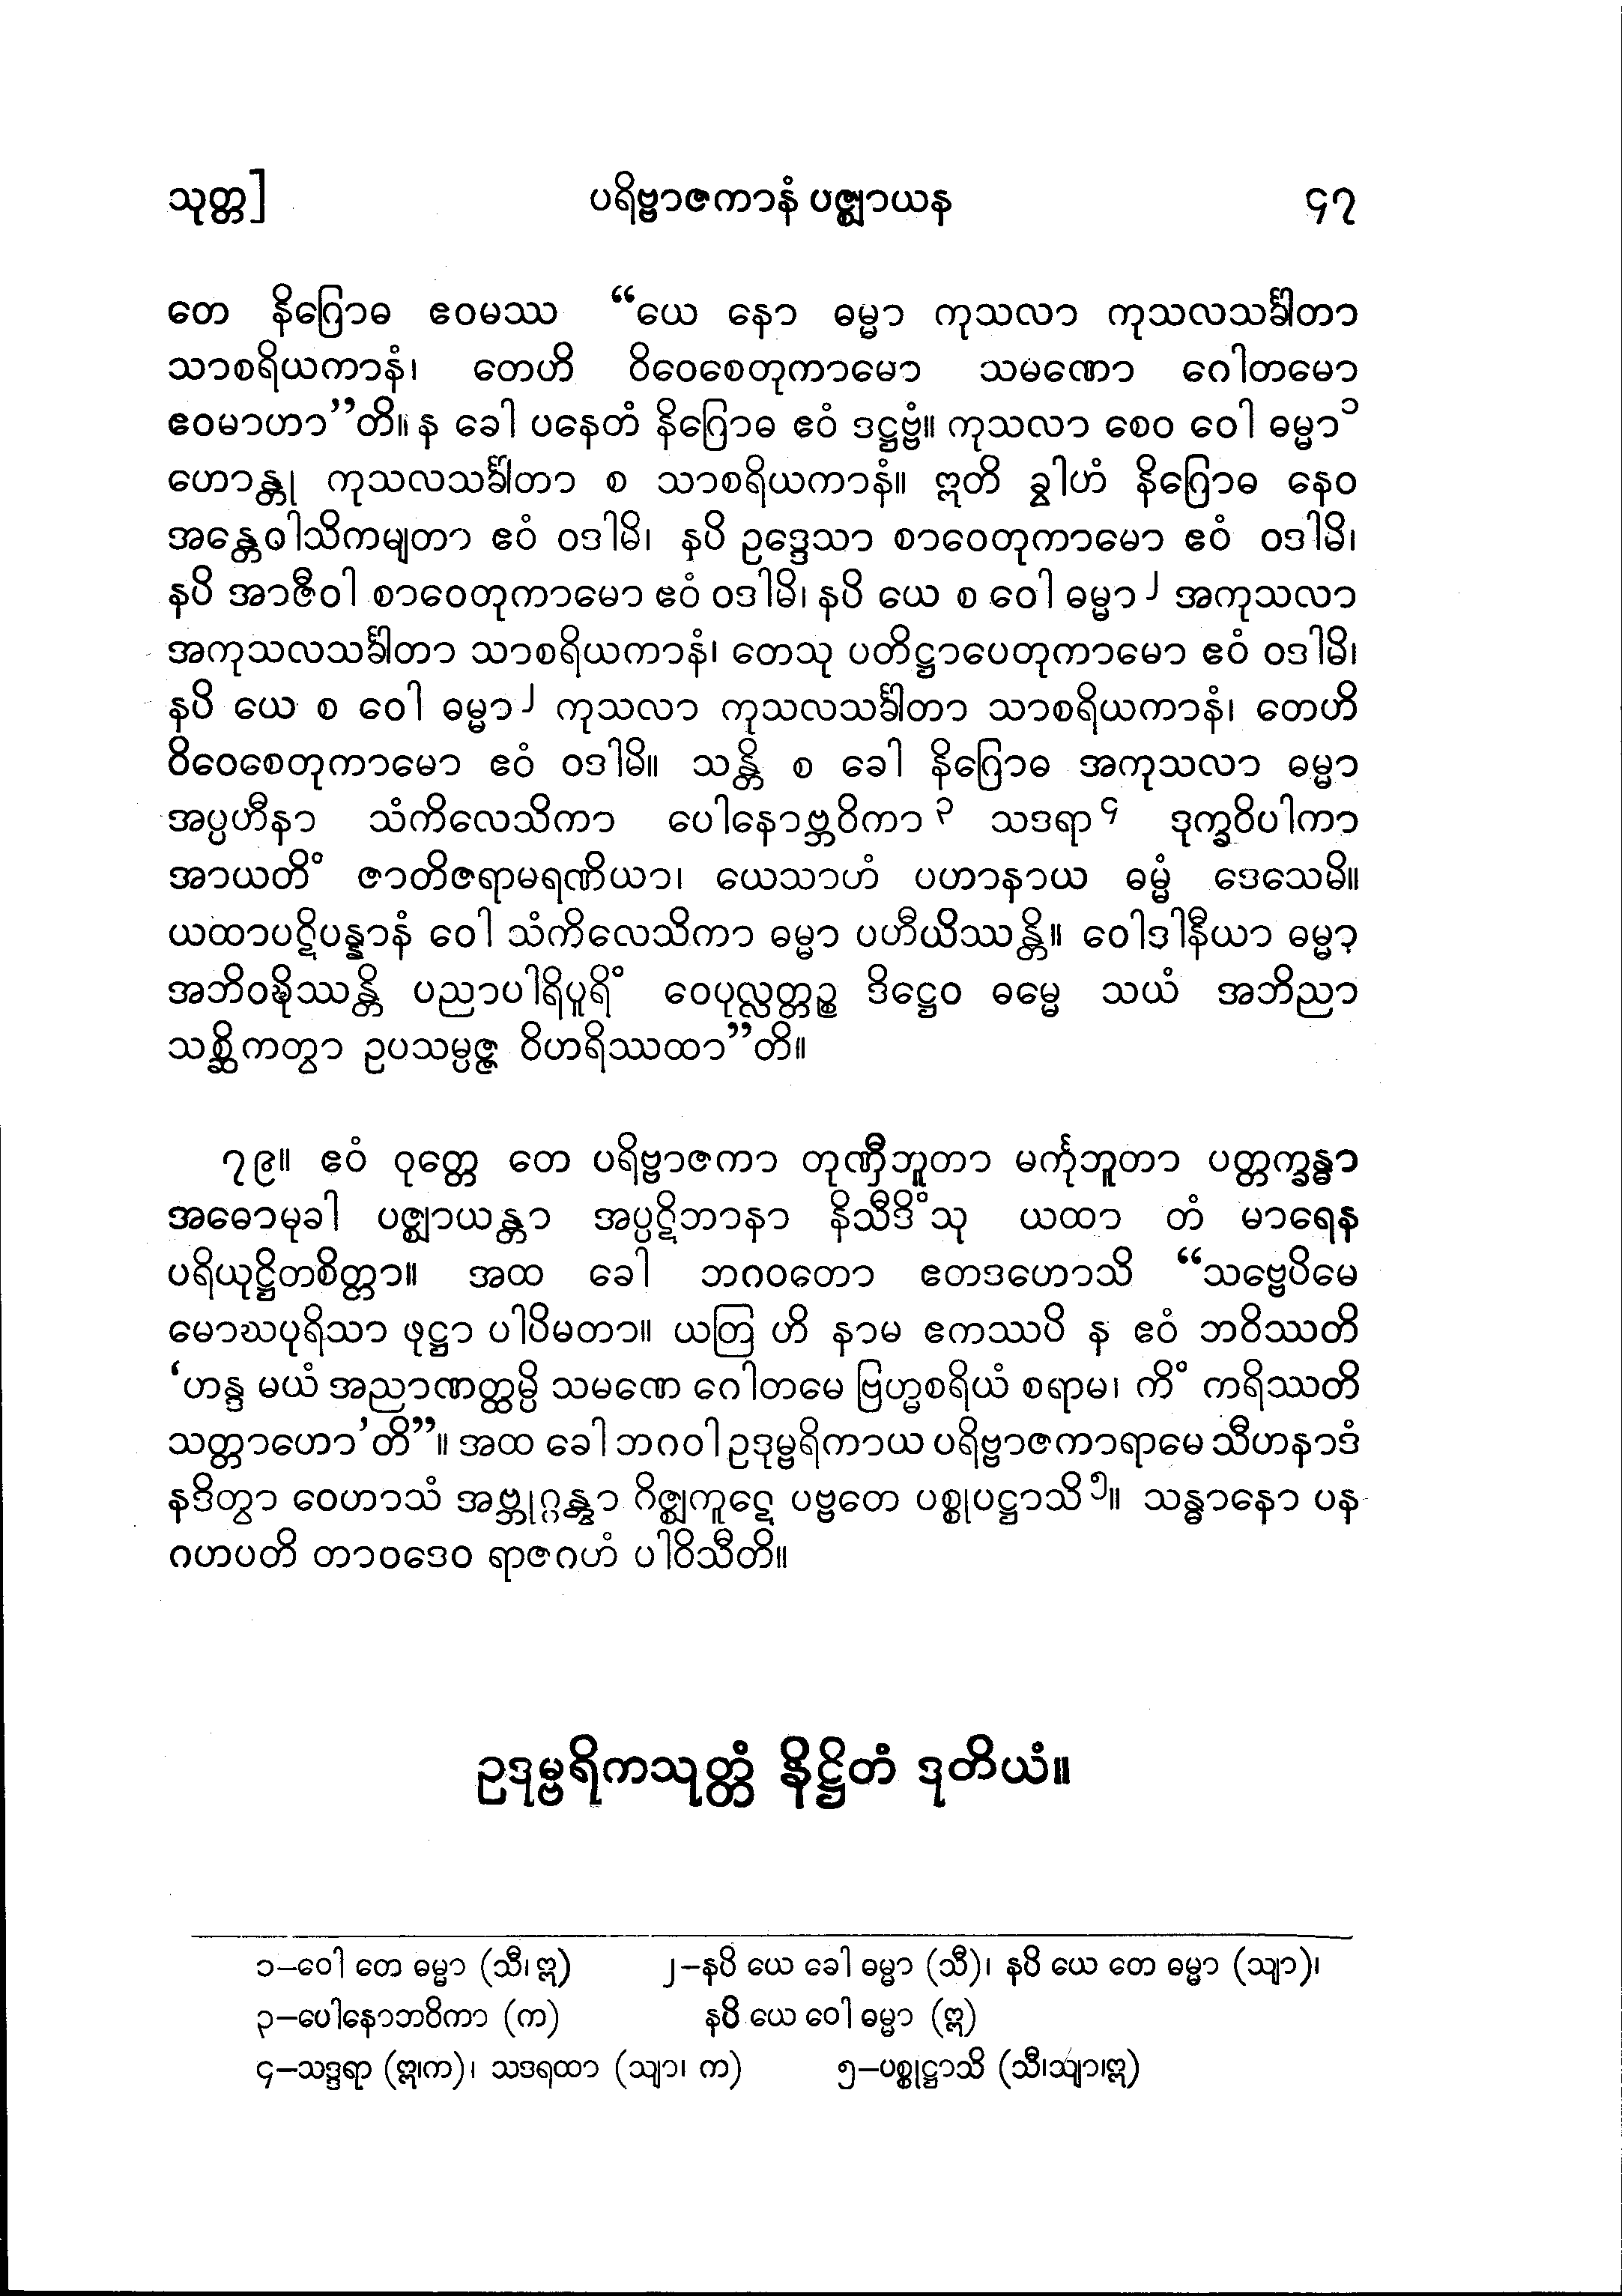 သုတ္တ] ပရိဗ္ဗာဇကာနံ ပဇ္ဈာယန ၄၇
တေ နိဂြောဓ ဧဝမဿ “ယေ နော ဓမ္မာ ကုသလာ ကုသလသင်္ခါတာ
သာစရိယကာနံ၊ တေဟိ ဝိဝေစေတုကာမော သမဏော ဂေါတမော
ဧဝမာဟာ”တိ။ န ခေါ ပနေတံ နိဂြောဓ ဧဝံ ဒဋ္ဌဗ္ဗံ။ ကုသလာ စေဝ ဝေါ ဓမ္မာ၁
ဟောန္တု ကုသလသင်္ခါတာ စ သာစရိယကာနံ။ ဣတိ ခွါဟံ နိဂြောဓ နေဝ
အန္တေဝါသိကမျတာ ဧဝံ ဝဒါမိ၊ နပိ ဥဒ္ဒေသာ စာဝေတုကာမော ဧဝံ ဝဒါမိ၊
နပိ အာဇီဝါ စာဝေတုကာမော ဧဝံ ဝဒါမိ၊ နပိ ယေ စ ဝေါ ဓမ္မာ၂ အကုသလာ
အကုသလသင်္ခါတာ သာစရိယကာနံ၊ တေသု ပတိဋ္ဌာပေတုကာမော ဧဝံ ဝဒါမိ၊
နပိ ယေ စ ဝေါ ဓမ္မာ၂ ကုသလာ ကုသလသင်္ခါတာ သာစရိယကာနံ၊ တေဟိ
ဝိဝေစေတုကာမော ဧဝံ ဝဒါမိ။ သန္တိ စ ခေါ နိဂြောဓ အကုသလာ ဓမ္မာ
အပ္ပဟီနာ သံကိလေသိကာ ပေါနောဗ္ဘဝိကာ၃ သဒရာ၄ ဒုက္ခဝိပါကာ
အာယတိံ ဇာတိဇရာမရဏိယာ၊ ယေသာဟံ ပဟာနာယ ဓမ္မံ ဒေသေမိ။
ယထာပဋိပန္နာနံ ဝေါ သံကိလေသိကာ ဓမ္မာ ပဟီယိဿန္တိ။ ဝေါဒါနီယာ ဓမ္မာ
အဘိဝဍ္ဎိဿန္တိ ပညာပါရိပူရိံ ဝေပုလ္လတ္တဉ္စ ဒိဋ္ဌေဝ ဓမ္မေ သယံ အဘိညာ
သစ္ဆိကတွာ ဥပသမ္ပဇ္ဇ ဝိဟရိဿထာ”တိ။
၇၉။ ဧဝံ ဝုတ္တေ တေ ပရိဗ္ဗာဇကာ တုဏှီဘူတာ မင်္ကုဘူတာ ပတ္တက္ခန္ဓာ
အဓောမုခါ ပဇ္ဈာယန္တာ အပ္ပဋိဘာနာ နိသီဒိံသု ယထာ တံ မာရေန
ပရိယုဋ္ဌိတစိတ္တာ။ အထ ခေါ ဘဂဝတော ဧတဒဟောသိ “သဗ္ဗေပိမေ
မောဃပုရိသာ ဖုဋ္ဌာ ပါပိမတာ။ ယတြ ဟိ နာမ ဧကဿပိ န ဧဝံ ဘဝိဿတိ
‘ဟန္ဒ မယံ အညာဏတ္ထမ္ပိ သမဏေ ဂေါတမေ ဗြဟ္မစရိယံ စရာမ၊ ကိံ ကရိဿတိ
သတ္တာဟော’တိ”။ အထ ခေါ ဘဂဝါ ဥဒုမ္ဗရိကာယ ပရိဗ္ဗာဇကာရာမေ သီဟနာဒံ
နဒိတွာ ဝေဟာသံ အဗ္ဘုဂ္ဂန္တွာ ဂိဇ္ဈကူဋေ ပဗ္ဗတေ ပစ္စုပဋ္ဌာသိ၅။ သန္ဓာနော ပန
ဂဟပတိ တာဝဒေဝ ရာဇဂဟံ ပါဝိသီတိ။
ဥဒုမ္ဗရိကသုတ္တံ နိဋ္ဌိတံ ဒုတိယံ။
၁–ဝေါ တေ ဓမ္မာ (သီ၊ ဣ) ၂–နပိ ယေ ခေါ ဓမ္မာ (သီ)၊ နပိ ယေ တေ ဓမ္မာ (သျာ)၊
၃–ပေါနောဘဝိကာ (က) နပိ ယေ ဝေါ ဓမ္မာ (ဣ)
၄–သဒ္ဒရာ (ဣ၊က)၊ သဒရထာ (သျာ၊ က) ၅–ပစ္စုဋ္ဌာသိ (သီ၊သျာ၊ဣ)